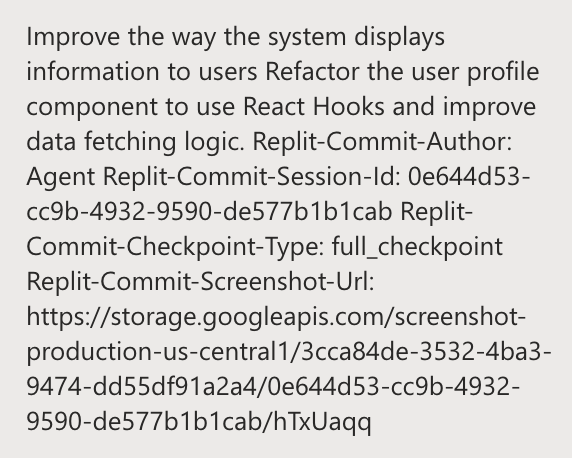 Improve the way the system displays
information to users Refactor the user profile
component to use React Hooks and improve
data fetching logic. Replit-Commit-Author:
Agent Replit-Commit-Session-Id: 0e644d53-
cc9b-4932-9590-de577b1b1cab Replit-
Commit-Checkpoint-Type: full_checkpoint
Replit-Commit-Screenshot-Url:
https://storage.googleapis.com/screenshot-
production-us-central1/3cca84de-3532-4ba3-
9474-dd55df91a2a4/0e644d53-cc9b-4932-
9590-de577b1b1cab/hTxUaqq